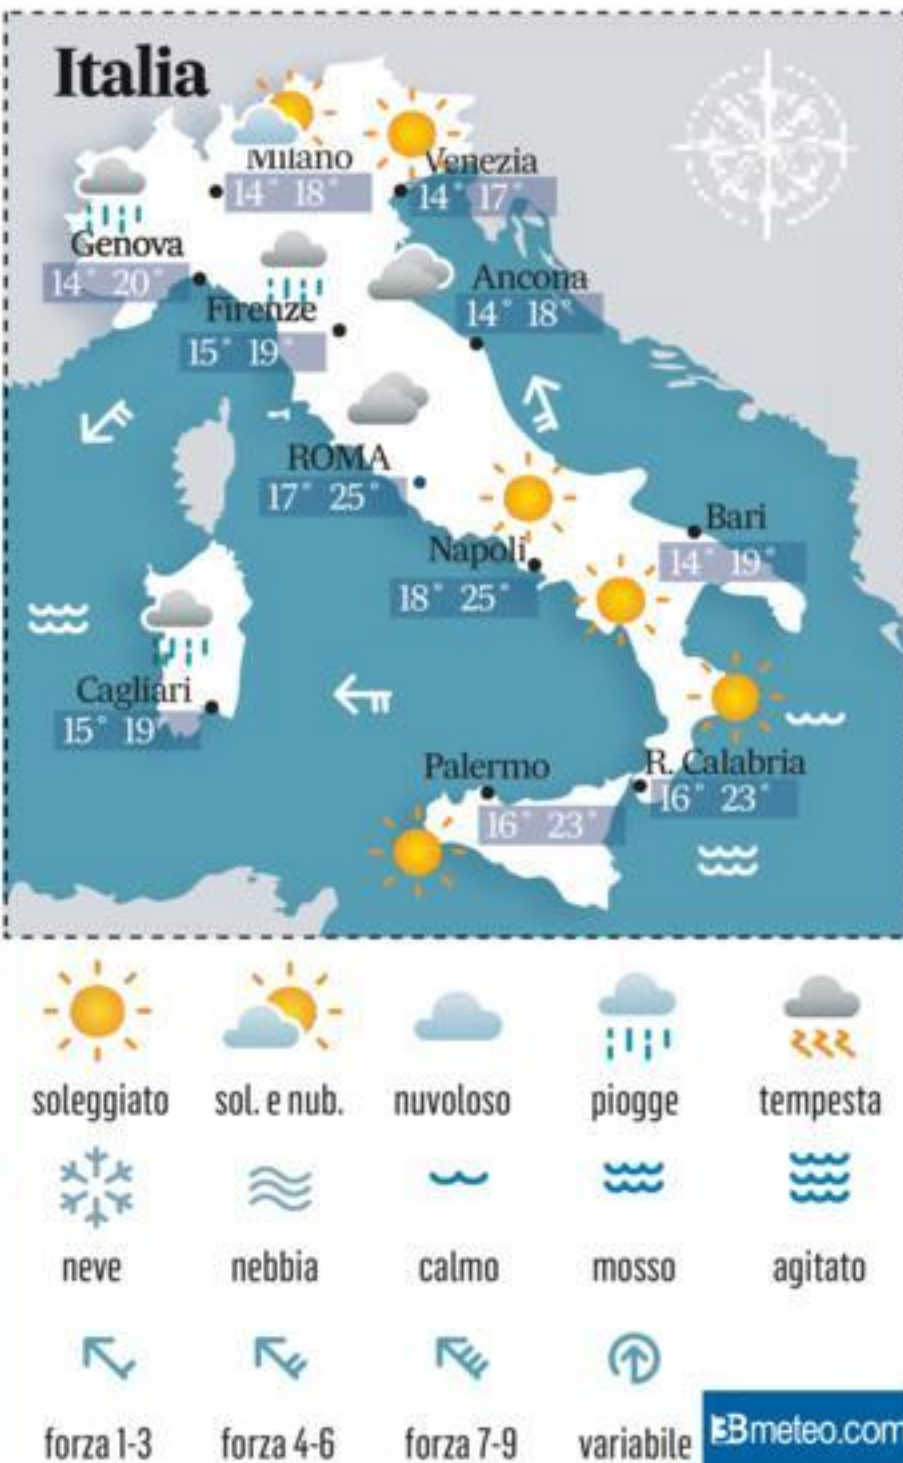 Italia
Milano
14° 18°
Venezia
14° 17°
Genova
14° 20°
Firenze
15° 19°
Ancona
14° 18°
ROMA
17° 25°
Bari
14° 19°
Napoli
18° 25°
Cagliari
15° 19°
Palermo
16° 23°
R. Calabria
16° 23°
soleggiato
sol. e nub.
nuvoloso
piogge
tempesta
neve
nebbia
calmo
mosso
agitato
forza 1-3
forza 4-6
forza 7-9
variabile
3Bmeteo.com